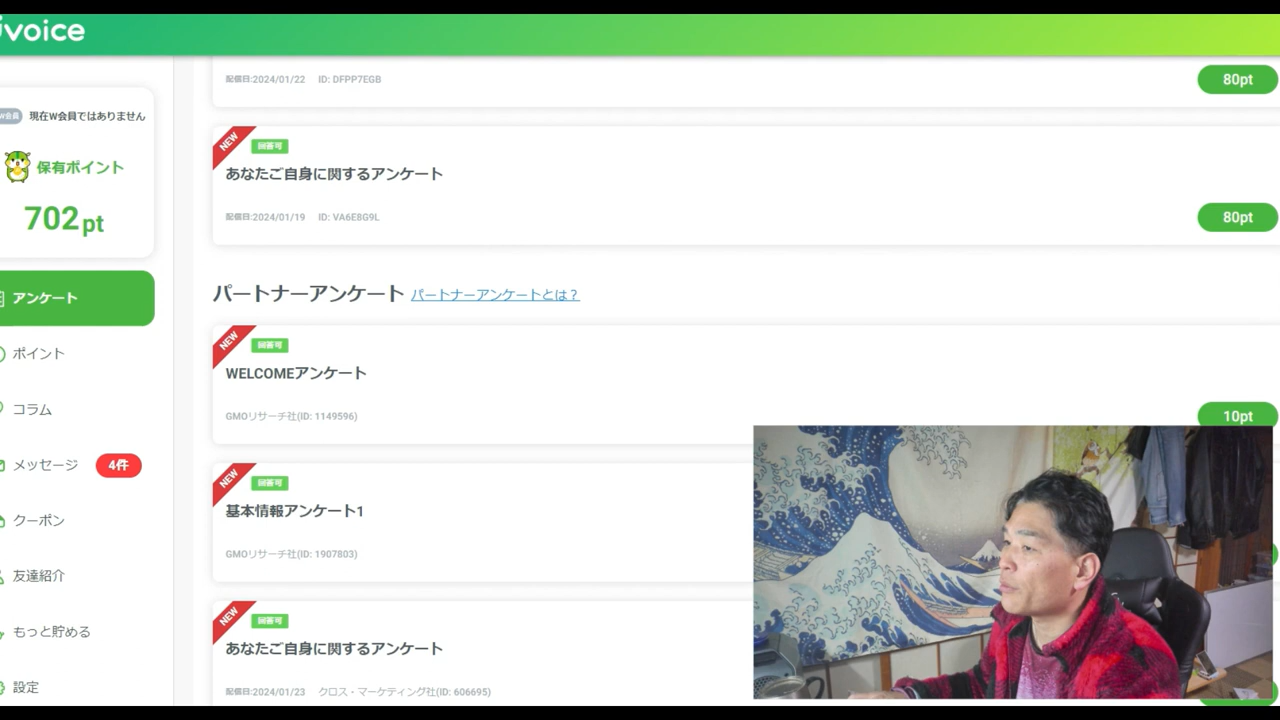 ivoice
W会員 現在W会員ではありません
保有ポイント
702pt
アンケート
ポイント
コラム
メッセージ 4件
クーポン
友達紹介
もっと貯める
設定
配信日:2024/01/22 ID: DFPP7EGB
80pt
NEW 回答可
あなたご自身に関するアンケート
配信日:2024/01/19 ID: VA6E8G9L
80pt
パートナーアンケート パートナーアンケートとは?
NEW 回答可
WELCOMEアンケート
GMOリサーチ社(ID: 1149596)
10pt
NEW 回答可
基本情報アンケート1
GMOリサーチ社(ID: 1907803)
NEW 回答可
あなたご自身に関するアンケート
配信日:2024/01/23 クロス・マーケティング社(ID: 606695)